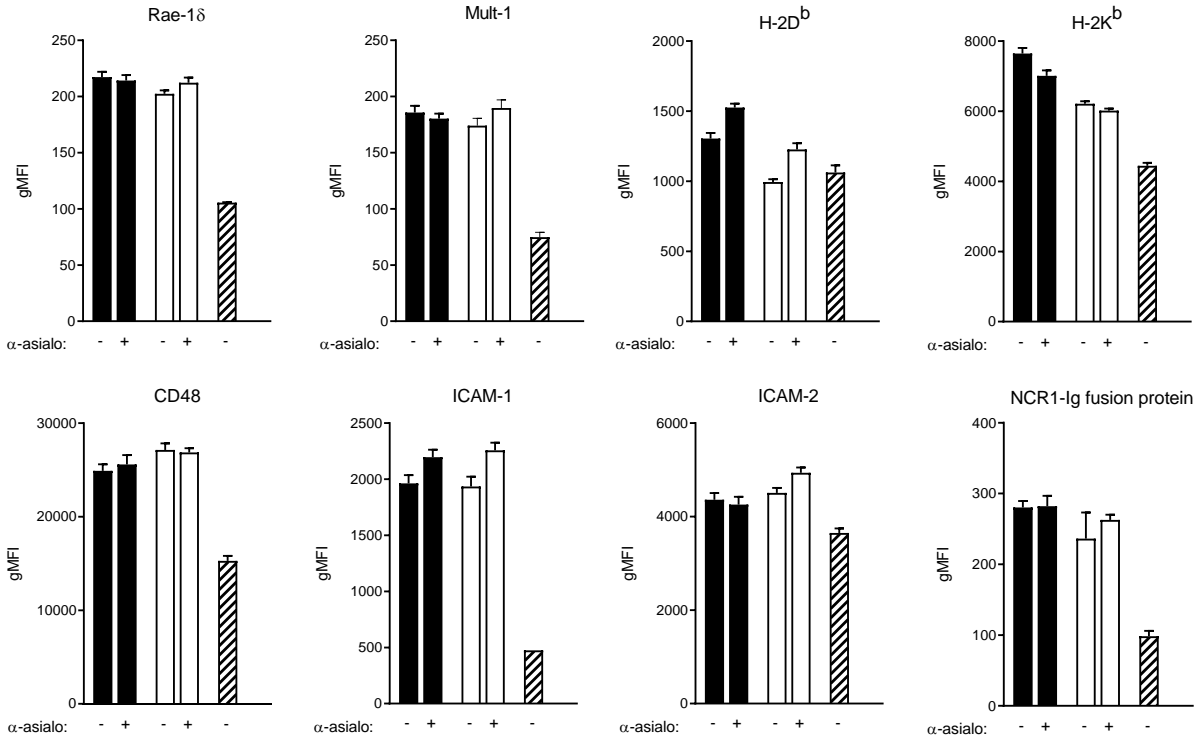 Rae-1δ
250
200
150
100
50
0
gMFI
α-asialo: - + - + -
Mult-1
250
200
150
100
50
0
gMFI
α-asialo: - + - + -
H-2Dᵇ
2000
1500
1000
500
0
gMFI
α-asialo: - + - + -
H-2Kᵇ
8000
6000
4000
2000
0
gMFI
α-asialo: - + - + -
CD48
30000
20000
10000
0
gMFI
α-asialo: - + - + -
ICAM-1
2500
2000
1500
1000
500
0
gMFI
α-asialo: - + - + -
ICAM-2
6000
4000
2000
0
gMFI
α-asialo: - + - + -
NCR1-Ig fusion protein
400
300
200
100
0
gMFI
α-asialo: - + - + -